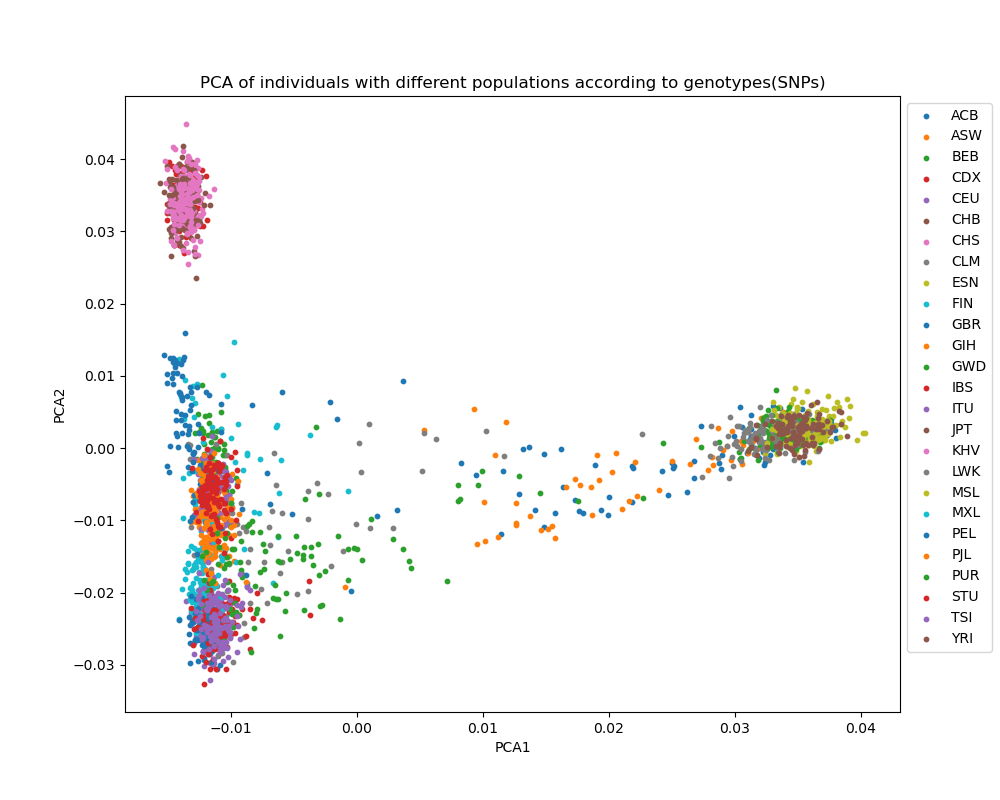 PCA of individuals with different populations according to genotypes(SNPs)
PCA2
0.04
0.03
0.02
0.01
0.00
−0.01
−0.02
−0.03
−0.01
0.00
0.01
0.02
0.03
0.04
PCA1
ACB
ASW
BEB
CDX
CEU
CHB
CHS
CLM
ESN
FIN
GBR
GIH
GWD
IBS
ITU
JPT
KHV
LWK
MSL
MXL
PEL
PJL
PUR
STU
TSI
YRI